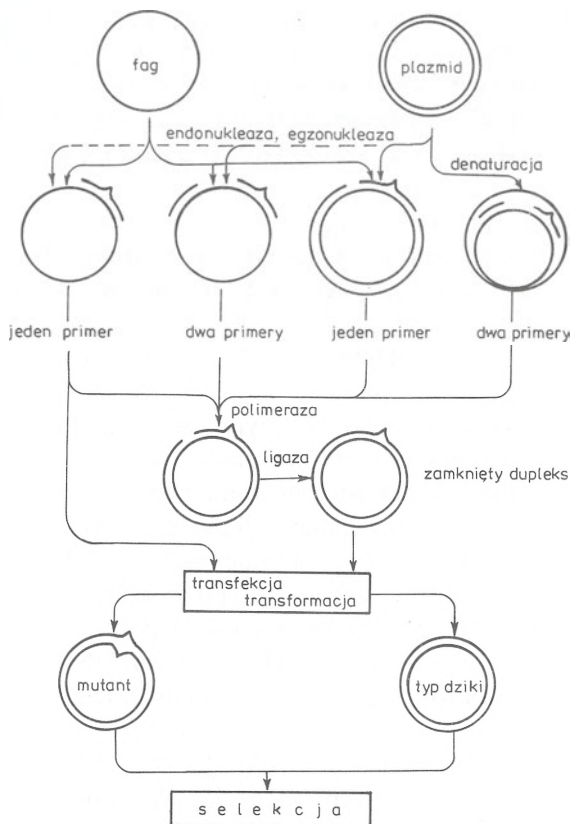 fag
plazmid
endonukleaza, egzonukleaza
denaturacja
jeden primer
dwa primery
jeden primer
dwa primery
polimeraza
ligaza
zamknięty dupleks
transfekcja
transformacja
mutant
typ dziki
selekcja